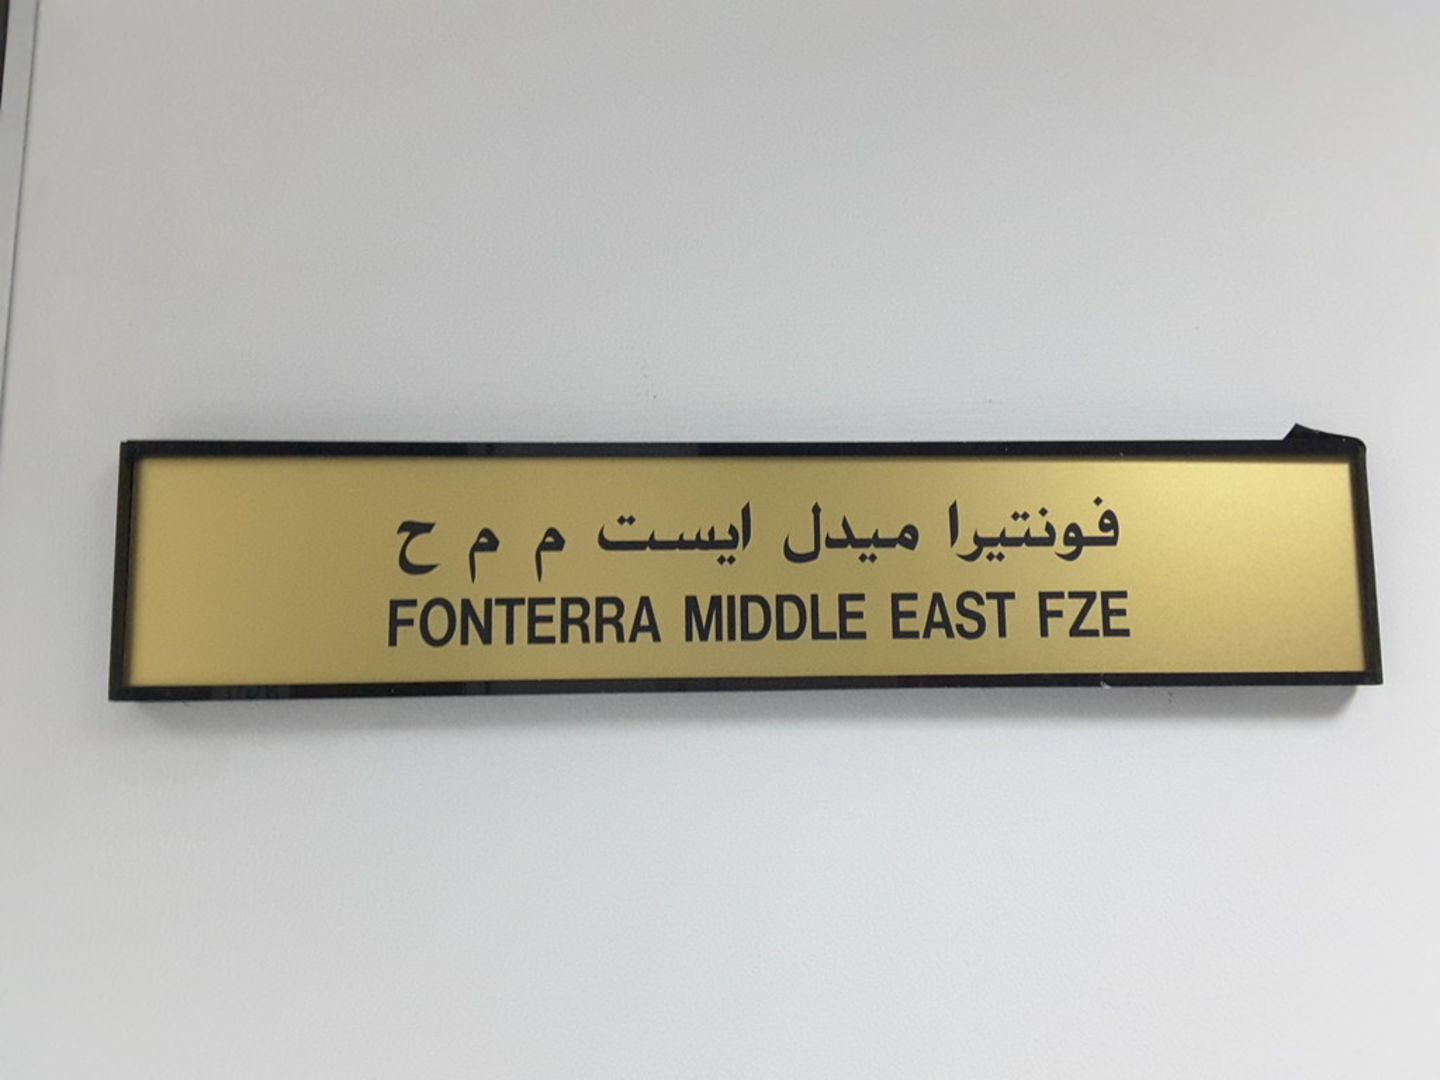 فونتيرا ميدل ايست م م ح
FONTERRA MIDDLE EAST FZE